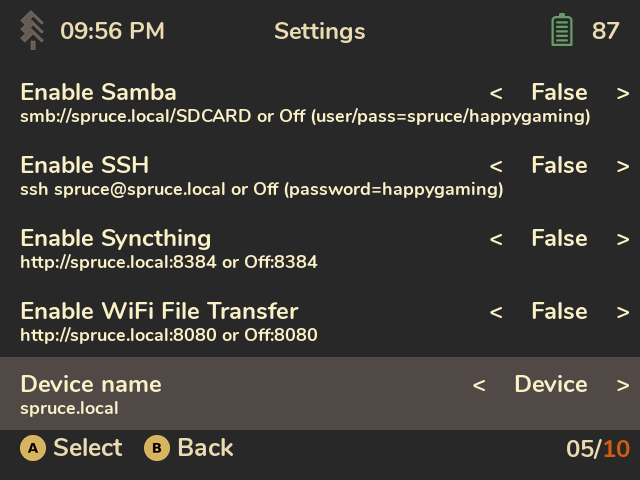 09:56 PM Settings 87
Enable Samba < False >
smb://spruce.local/SDCARD or Off (user/pass=spruce/happygaming)
Enable SSH < False >
ssh spruce@spruce.local or Off (password=happygaming)
Enable Syncthing < False >
http://spruce.local:8384 or Off:8384
Enable WiFi File Transfer < False >
http://spruce.local:8080 or Off:8080
Device name < Device >
spruce.local
A Select B Back 05/10